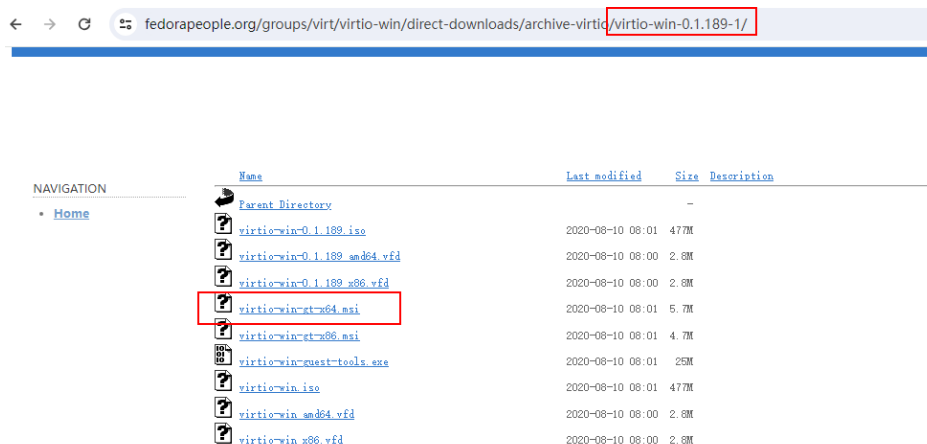 fedorapeople.org/groups/virt/virtio-win/direct-downloads/archive-virtio/virtio-win-0.1.189-1/
Name Last modified Size Description
NAVIGATION
Parent Directory -
• Home
virtio-win-0.1.189.iso 2020-08-10 08:01 477M
virtio-win-0.1.189_amd64.vfd 2020-08-10 08:00 2.8M
virtio-win-0.1.189_x86.vfd 2020-08-10 08:00 2.8M
virtio-win-gt-x64.msi 2020-08-10 08:01 5.7M
virtio-win-gt-x86.msi 2020-08-10 08:01 4.7M
virtio-win-guest-tools.exe 2020-08-10 08:01 25M
virtio-win.iso 2020-08-10 08:01 477M
virtio-win_amd64.vfd 2020-08-10 08:00 2.8M
virtio-win_x86.vfd 2020-08-10 08:00 2.8M